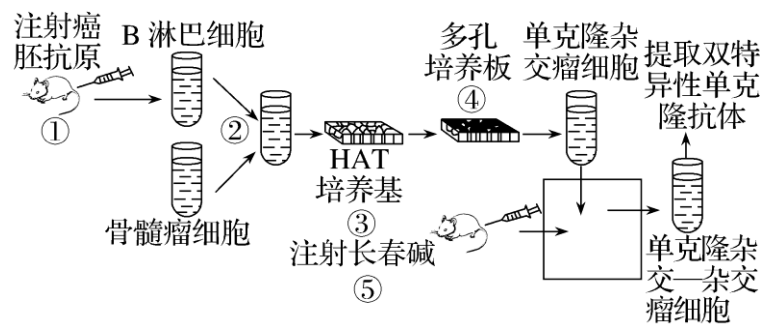 注射癌
胚抗原
①
B 淋巴细胞
②
骨髓瘤细胞
HAT
培养基
③
多孔
培养板
④
单克隆杂
交瘤细胞
提取双特
异性单克
隆抗体
注射长春碱
⑤
单克隆杂
交—杂交
瘤细胞